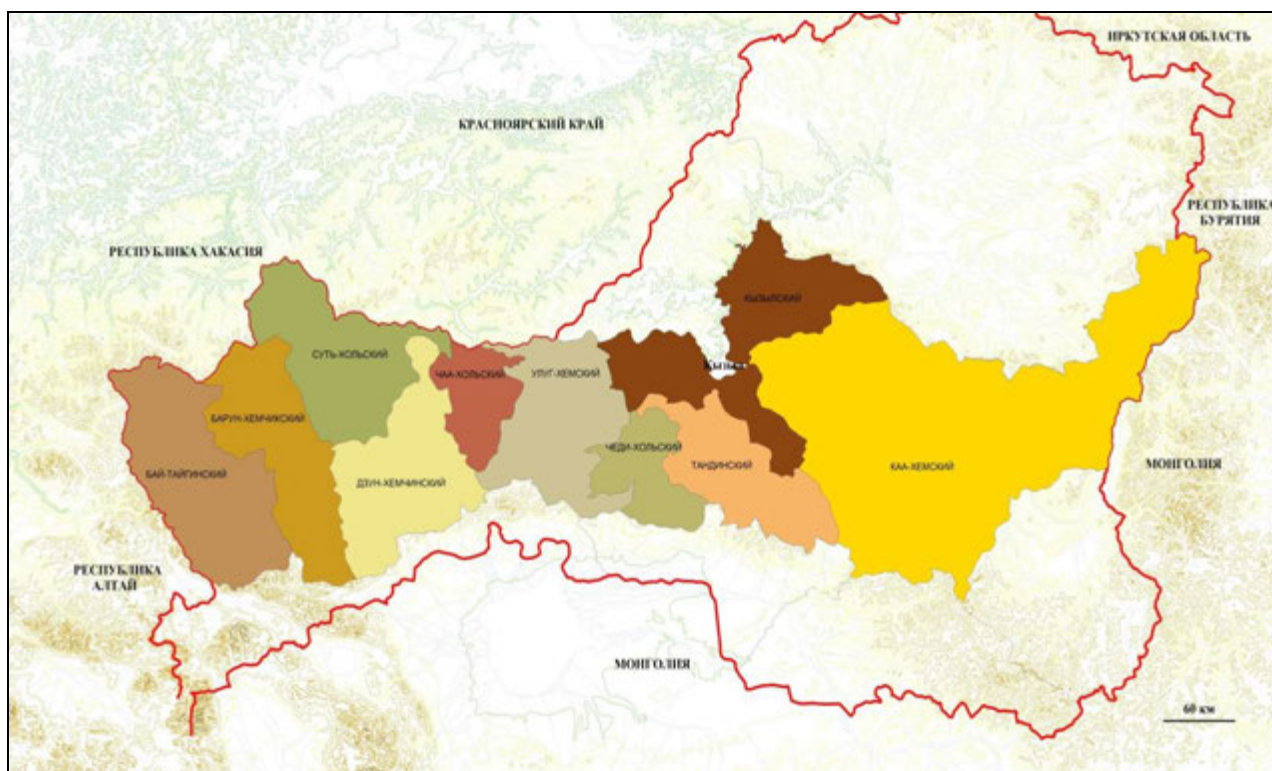 ИРКУТСКАЯ ОБЛАСТЬ
КРАСНОЯРСКИЙ КРАЙ
РЕСПУБЛИКА
БУРЯТИЯ
РЕСПУБЛИКА ХАКАСИЯ
КЫЗЫЛСКИЙ
СУТЬ-ХОЛЬСКИЙ
Кызыл
ЧАА-ХОЛЬСКИЙ
УЛУГ-ХЕМСКИЙ
БАРУН-ХЕМЧИКСКИЙ
ЧЕДИ-ХОЛЬСКИЙ
БАЙ-ТАЙГИНСКИЙ
ТАНДИНСКИЙ
КАА-ХЕМСКИЙ
МОНГОЛИЯ
ДЗУН-ХЕМЧИНСКИЙ
РЕСПУБЛИКА
АЛТАЙ
МОНГОЛИЯ
60 км